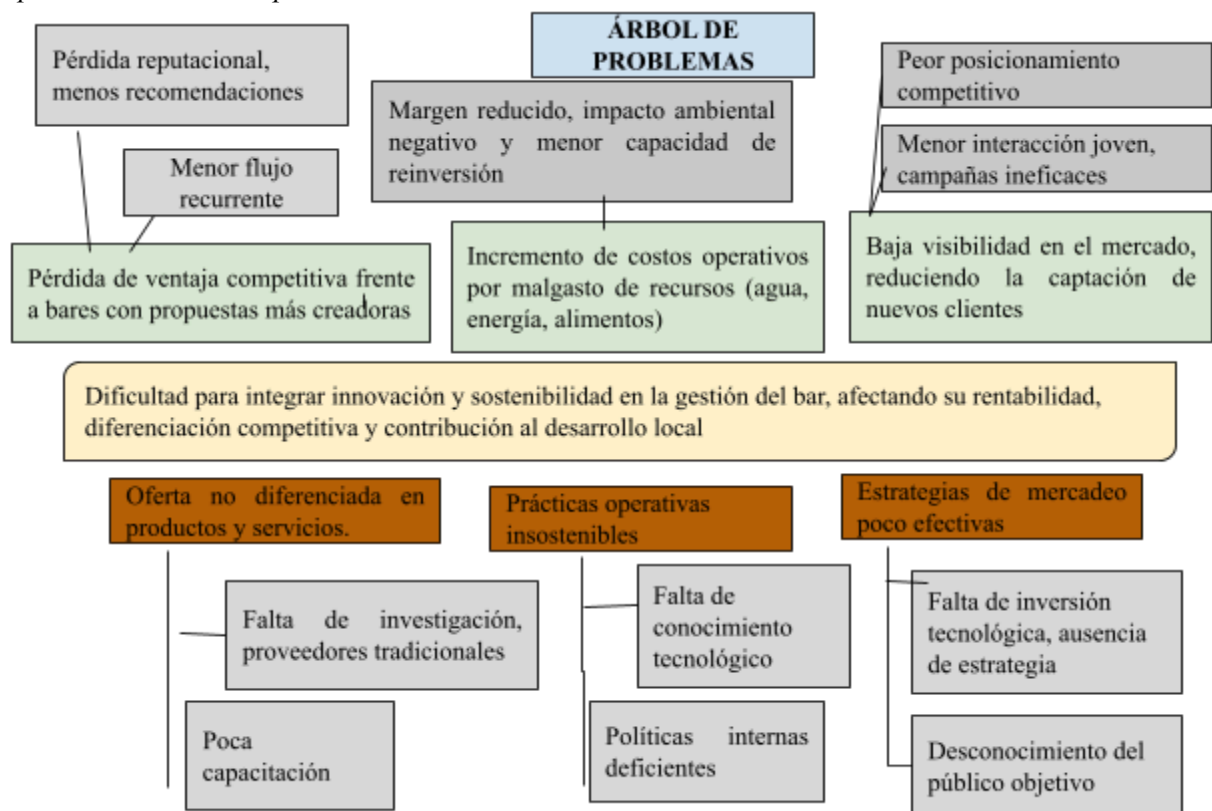 ÁRBOL DE
PROBLEMAS
Pérdida reputacional,
menos recomendaciones
Menor flujo
recurrente
Margen reducido, impacto ambiental
negativo y menor capacidad de
reinversión
Peor posicionamiento
competitivo
Menor interacción joven,
campañas ineficaces
Pérdida de ventaja competitiva frente
a bares con propuestas más creadoras
Incremento de costos operativos
por malgasto de recursos (agua,
energía, alimentos)
Baja visibilidad en el mercado,
reduciendo la captación de
nuevos clientes
Dificultad para integrar innovación y sostenibilidad en la gestión del bar, afectando su rentabilidad,
diferenciación competitiva y contribución al desarrollo local
Oferta no diferenciada en
productos y servicios.
Prácticas operativas
insostenibles
Estrategias de mercadeo
poco efectivas
Falta de investigación,
proveedores tradicionales
Falta de
conocimiento
tecnológico
Falta de inversión
tecnológica, ausencia
de estrategia
Poca
capacitación
Políticas internas
deficientes
Desconocimiento del
público objetivo